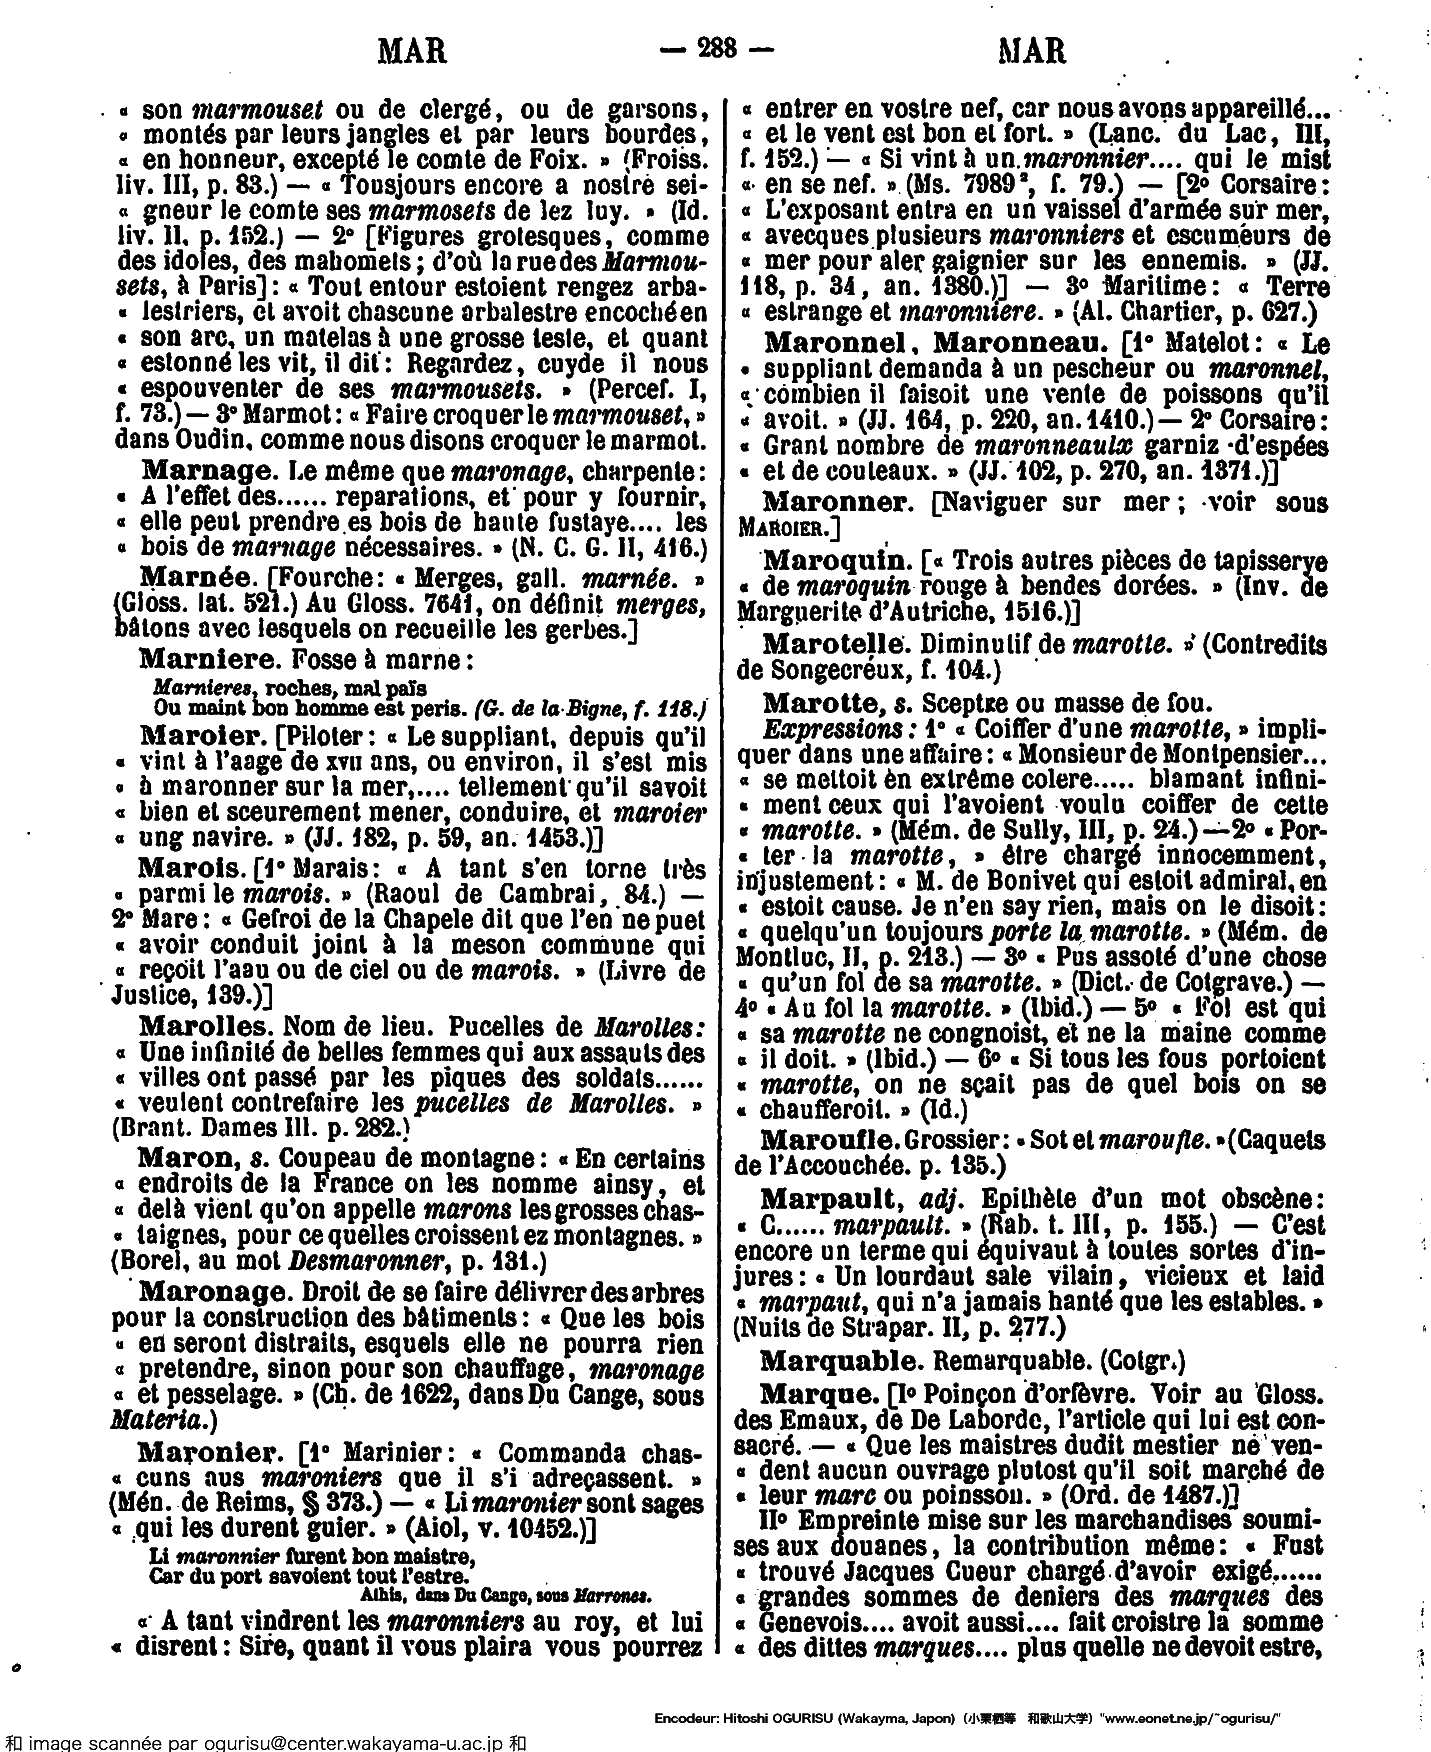 MAR — 288 — MAR
« son marmouset ou de clergé, ou de garsons,
« montés par leurs jangles et par leurs bourdes,
« en honneur, excepté le comte de Foix. » (Froiss.
liv. III, p. 83.) — « Tousjours encore a nostre sei-
« gneur le comte ses marmosets de lez luy. » (Id.
liv. II, p. 152.) — 2° [Figures grotesques, comme
des idoles, des mahomets ; d'où la rue des Marmou-
sets, à Paris] : « Tout entour estoient rengez arba-
« lestriers, et avoit chascune arbalestre encoché en
« son arc, un matelas à une grosse teste, et quant
« estonné les vit, il dit : Regardez, cuyde il nous
« espouventer de ses marmousets. » (Percef. I,
f. 73.) — 3° Marmot : « Faire croquer le marmouset, »
dans Oudin, comme nous disons croquer le marmot.
Marnage. Le même que maronage, charpente :
« A l'effet des...... reparations, et pour y fournir,
« elle peut prendre es bois de haute fustaye.... les
« bois de marnage nécessaires. » (N. C. G. II, 416.)
Marnée. [Fourche : « Merges, gall. marnée. »
(Gloss. lat. 521.) Au Gloss. 7641, on définit merges,
bâtons avec lesquels on recueille les gerbes.]
Marniere. Fosse à marne :
Marnieres, roches, mal païs
Ou maint bon homme est peris. (G. de la Bigne, f. 118.)
Maroier. [Piloter : « Le suppliant, depuis qu'il
« vint à l'aage de XVII ans, ou environ, il s'est mis
« à maronner sur la mer,.... tellement qu'il savoit
« bien et sceurement mener, conduire, et maroier
« ung navire. » (JJ. 182, p. 59, an. 1453.)]
Marois. [1° Marais : « A tant s'en torne très
« parmi le marois. » (Raoul de Cambrai, 84.) —
2° Mare : « Gefroi de la Chapele dit que l'en ne puet
« avoir conduit joint à la meson commune qui
« reçoit l'aau ou de ciel ou de marois. » (Livre de
Justice, 139.)]
Marolles. Nom de lieu. Pucelles de Marolles :
« Une infinité de belles femmes qui aux assauts des
« villes ont passé par les piques des soldats......
« veulent contrefaire les pucelles de Marolles. »
(Brant. Dames III. p. 282.)
Maron, s. Coupeau de montagne : « En certains
« endroits de la France on les nomme ainsy, et
« delà vient qu'on appelle marons les grosses chas-
« taignes, pour ce quelles croissent ez montagnes. »
(Borel, au mot Desmaronner, p. 131.)
Maronage. Droit de se faire délivrer des arbres
pour la construction des bâtiments : « Que les bois
« en seront distraits, esquels elle ne pourra rien
« pretendre, sinon pour son chauffage, maronage
« et pesselage. » (Ch. de 1622, dans Du Cange, sous
Materia.)
Maronier. [1° Marinier : « Commanda chas-
« cuns aus maroniers que il s'i adreçassent. »
(Mén. de Reims, § 373.) — « Li maronier sont sages
« qui les durent guier. » (Aiol, v. 10452.)]
Li maronnier furent bon maistre,
Car du port savoient tout l'estre.
Athis, dans Du Cange, sous Marrones.
« A tant vindrent les maronniers au roy, et lui
« disrent : Sire, quant il vous plaira vous pourrez
« entrer en vostre nef, car nous avons appareillé...
« et le vent est bon et fort. » (Lanc. du Lac, III,
f. 152.) — « Si vint à un maronnier.... qui le mist
« en se nef. » (Ms. 7989², f. 79.) — [2° Corsaire :
« L'exposant entra en un vaissel d'armée sur mer,
« avecques plusieurs maronniers et escumeurs de
« mer pour aler gaignier sur les ennemis. » (JJ.
118, p. 34, an. 1380.)] — 3° Maritime : « Terre
« estrange et maronniere. » (Al. Chartier, p. 627.)
Maronnel, Maronneau. [1° Matelot : « Le
« suppliant demanda à un pescheur ou maronnel,
« combien il faisoit une vente de poissons qu'il
« avoit. » (JJ. 164, p. 220, an. 1410.) — 2° Corsaire :
« Grant nombre de maronneaulx garniz d'espées
« et de couteaux. » (JJ. 102, p. 270, an. 1371.)]
Maronner. [Naviguer sur mer ; voir sous
MAROIER.]
Maroquin. [« Trois autres pièces de tapisserye
« de maroquin rouge à bendes dorées. » (Inv. de
Marguerite d'Autriche, 1516.)]
Marotelle. Diminutif de marotte. » (Contredits
de Songecreux, f. 104.)
Marotte, s. Sceptre ou masse de fou.
Expressions : 1° « Coiffer d'une marotte, » impli-
quer dans une affaire : « Monsieur de Montpensier...
« se mettoit en extrême colere..... blamant infini-
« ment ceux qui l'avoient voulu coiffer de cette
« marotte. » (Mém. de Sully, III, p. 24.) — 2° « Por-
« ter la marotte, » être chargé innocemment,
injustement : « M. de Bonivet qui estoit admiral, en
« estoit cause. Je n'en say rien, mais on le disoit :
« quelqu'un toujours porte la marotte. » (Mém. de
Montluc, II, p. 213.) — 3° « Pus assoté d'une chose
« qu'un fol de sa marotte. » (Dict. de Cotgrave.) —
4° « Au fol la marotte. » (Ibid.) — 5° « Fol est qui
« sa marotte ne congnoist, et ne la maine comme
« il doit. » (Ibid.) — 6° « Si tous les fous portoient
« marotte, on ne sçait pas de quel bois on se
« chaufferoit. » (Id.)
Maroufle. Grossier : « Sot et maroufle. » (Caquets
de l'Accouchée. p. 135.)
Marpault, adj. Epithète d'un mot obscène :
« C...... marpault. » (Rab. t. III, p. 155.) — C'est
encore un terme qui équivaut à toutes sortes d'in-
jures : « Un lourdaut sale vilain, vicieux et laid
« marpaut, qui n'a jamais hanté que les estables. »
(Nuits de Strapar. II, p. 277.)
Marquable. Remarquable. (Cotgr.)
Marque. [I° Poinçon d'orfèvre. Voir au Gloss.
des Emaux, de De Laborde, l'article qui lui est con-
sacré. — « Que les maistres dudit mestier ne ven-
« dent aucun ouvrage plutost qu'il soit marché de
« leur marc ou poinsson. » (Ord. de 1487.)]
II° Empreinte mise sur les marchandises soumi-
ses aux douanes, la contribution même : « Fust
« trouvé Jacques Cueur chargé d'avoir exigé......
« grandes sommes de deniers des marques des
« Genevois.... avoit aussi.... fait croistre la somme
« des dittes marques.... plus quelle ne devoit estre,
Encodeur: Hitoshi OGURISU (Wakayma, Japon) (小栗栖等 和歌山大学) "www.eonet.ne.jp/~ogurisu/"
和 image scannée par ogurisu@center.wakayama-u.ac.jp 和